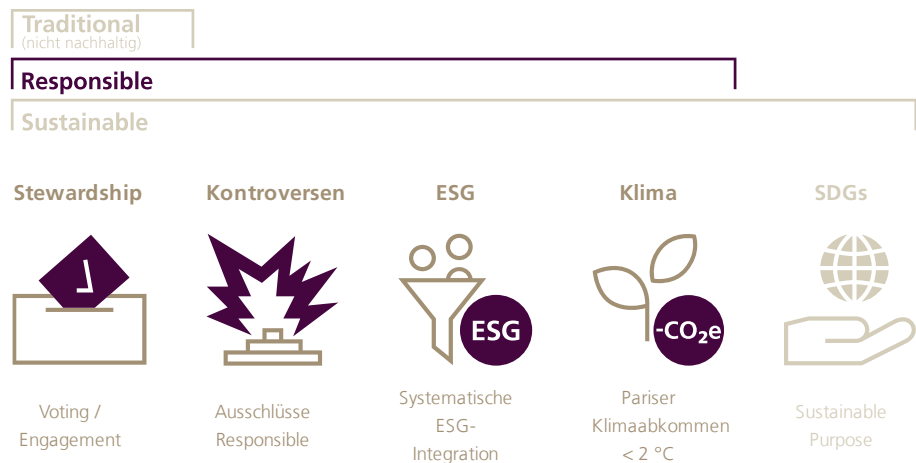 Traditional
(nicht nachhaltig)
Responsible
Sustainable
Stewardship
Kontroversen
ESG
Klima
SDGs
ESG
-CO₂e
Voting /
Engagement
Ausschlüsse
Responsible
Systematische
ESG-
Integration
Pariser
Klimaabkommen
< 2 °C
Sustainable
Purpose